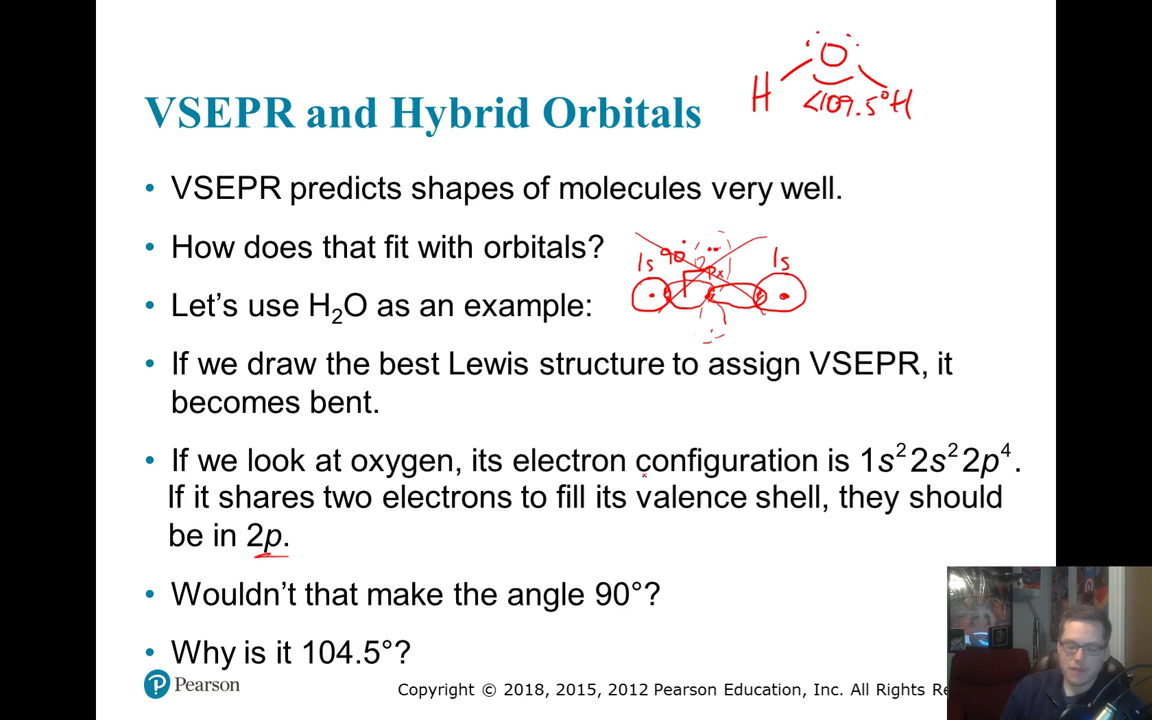 H O H
<109.5°
VSEPR and Hybrid Orbitals
• VSEPR predicts shapes of molecules very well.
• How does that fit with orbitals?
1s 90° Px 1s
• Let's use H₂O as an example:
• If we draw the best Lewis structure to assign VSEPR, it
becomes bent.
• If we look at oxygen, its electron configuration is 1s²2s²2p⁴.
If it shares two electrons to fill its valence shell, they should
be in 2p.
• Wouldn't that make the angle 90°?
• Why is it 104.5°?
P Pearson
Copyright © 2018, 2015, 2012 Pearson Education, Inc. All Rights Re